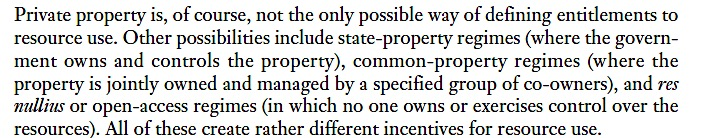 Private property is, of course, not the only possible way of defining entitlements to
resource use. Other possibilities include state-property regimes (where the govern-
ment owns and controls the property), common-property regimes (where the
property is jointly owned and managed by a specified group of co-owners), and res
nullius or open-access regimes (in which no one owns or exercises control over the
resources). All of these create rather different incentives for resource use.